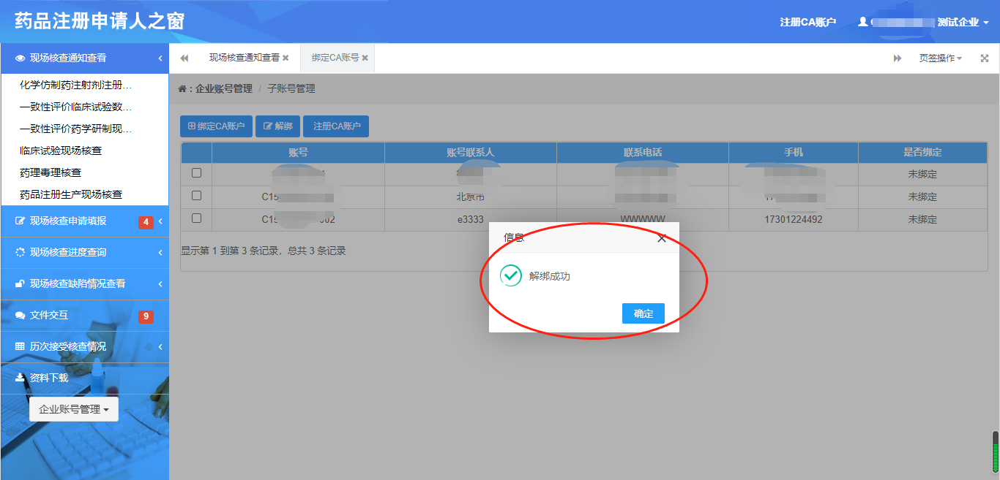 药品注册申请人之窗
注册CA账户
测试企业
现场核查通知查看
化学仿制药注射剂注册...
一致性评价临床试验数...
一致性评价药学研制现...
临床试验现场核查
药理毒理核查
药品注册生产现场核查
现场核查申请填报 4
现场核查进度查询
现场核查缺陷情况查看
文件交互 9
历次接受核查情况
资料下载
企业账号管理
现场核查通知查看 绑定CA账号 页签操作
: 企业账号管理 / 子账号管理
绑定CA账户 解绑 注册CA账户
账号 账号联系人 联系电话 手机 是否绑定
未绑定
C15 北京市 未绑定
C15 002 e3333 WWWWW 17301224492 未绑定
显示第 1 到第 3 条记录，总共 3 条记录
信息
解绑成功
确定